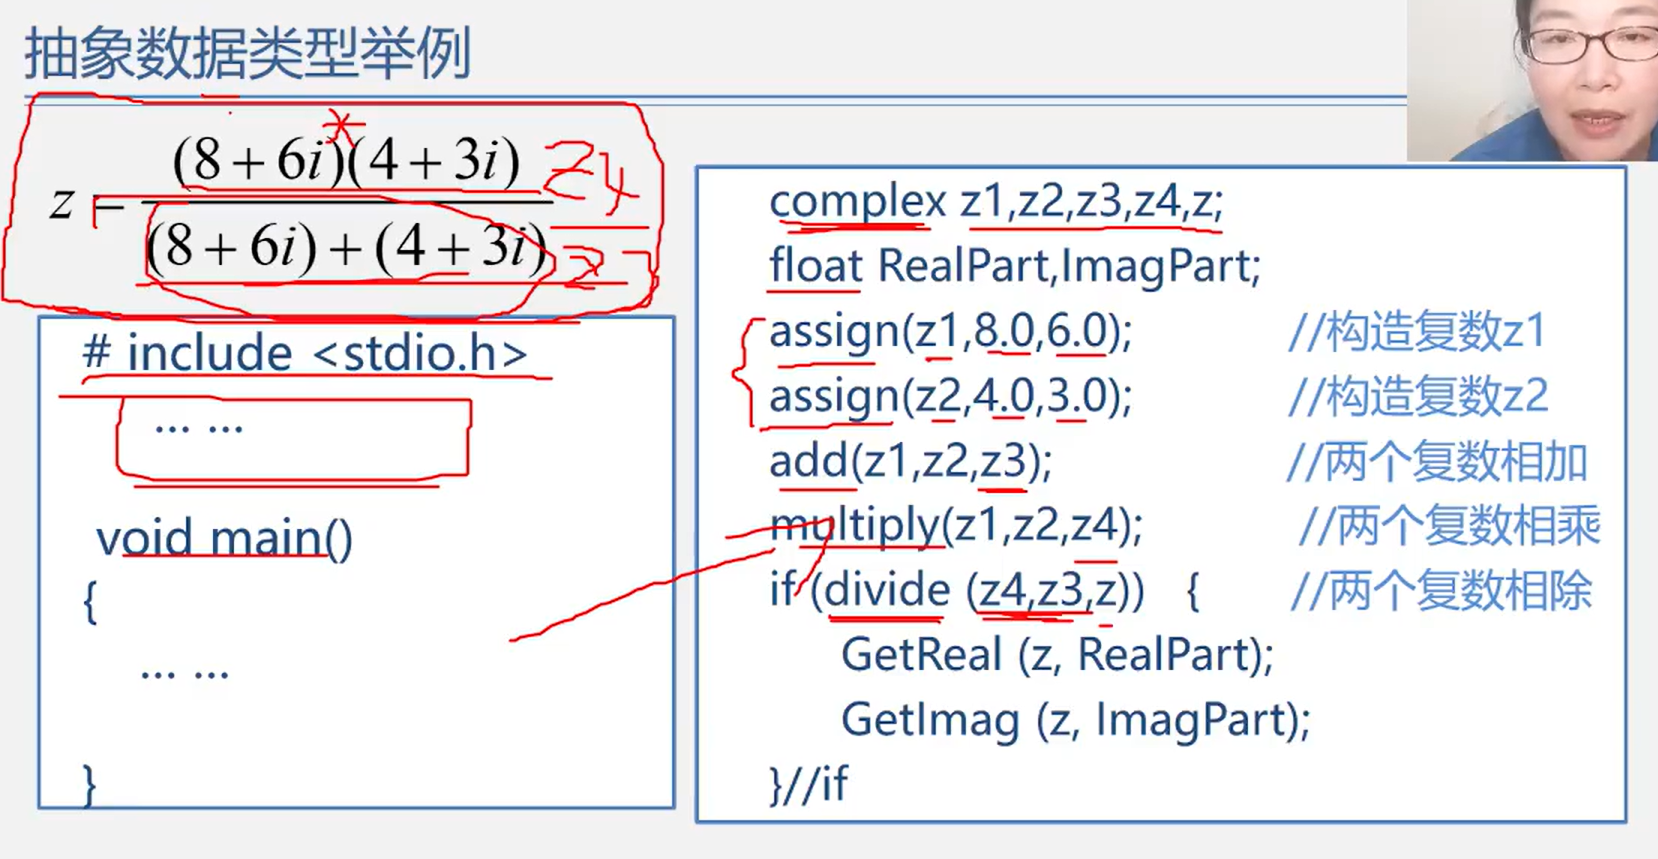 抽象数据类型举例
z = (8 + 6i)*(4 + 3i) z4
(8 + 6i) + (4 + 3i)
# include <stdio.h>
... ...
void main()
{
... ...
}
complex z1,z2,z3,z4,z;
float RealPart,ImagPart;
assign(z1,8.0,6.0); //构造复数z1
assign(z2,4.0,3.0); //构造复数z2
add(z1,z2,z3); //两个复数相加
multiply(z1,z2,z4); //两个复数相乘
if (divide (z4,z3,z)) { //两个复数相除
GetReal (z, RealPart);
GetImag (z, ImagPart);
}//if